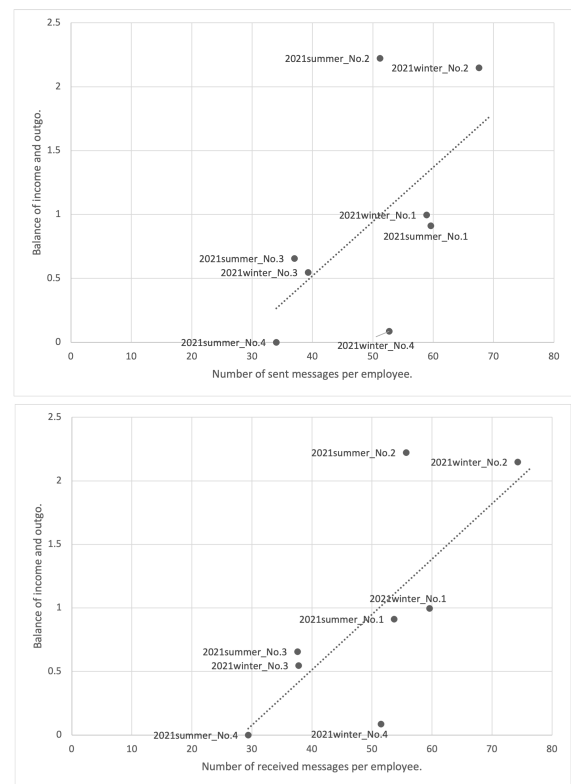 2.5
2021summer_No.2
2021winter_No.2
2
1.5
Balance of income and outgo.
2021winter_No.1
1
2021summer_No.1
2021summer_No.3
2021winter_No.3
0.5
2021summer_No.4
2021winter_No.4
0
0 10 20 30 40 50 60 70 80
Number of sent messages per employee.
2.5
2021summer_No.2
2021winter_No.2
2
1.5
Balance of income and outgo.
2021winter_No.1
1
2021summer_No.1
2021summer_No.3
2021winter_No.3
0.5
2021summer_No.4
2021winter_No.4
0
0 10 20 30 40 50 60 70 80
Number of received messages per employee.